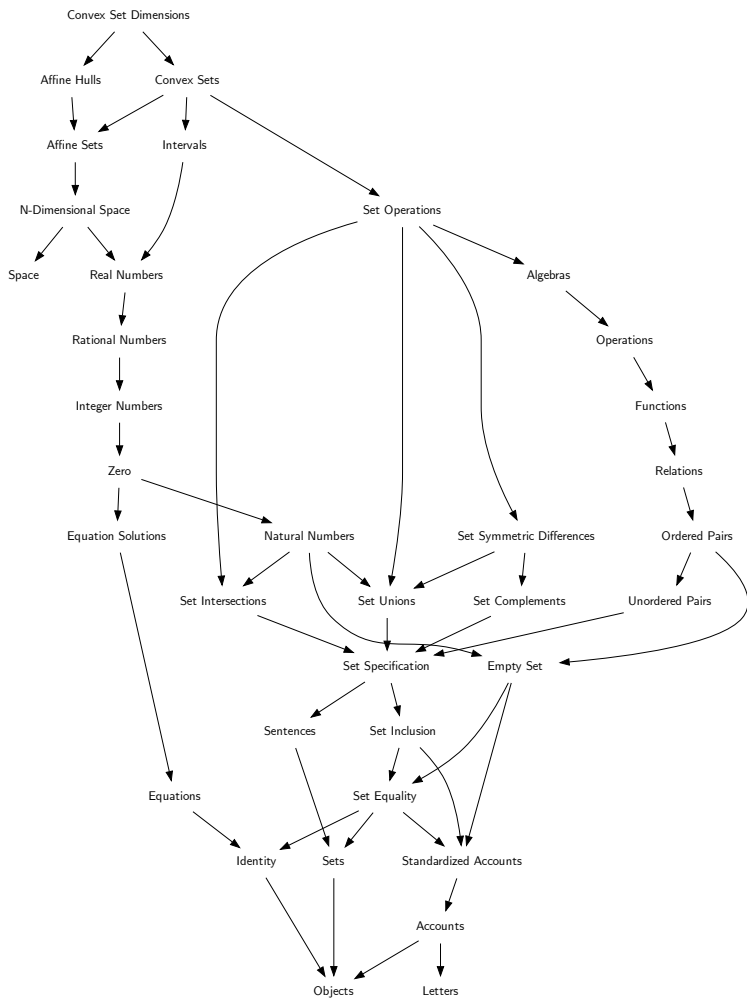 Convex Set Dimensions
Affine Hulls
Convex Sets
Affine Sets
Intervals
N-Dimensional Space
Set Operations
Space
Real Numbers
Algebras
Rational Numbers
Operations
Integer Numbers
Functions
Zero
Relations
Equation Solutions
Natural Numbers
Set Symmetric Differences
Ordered Pairs
Set Intersections
Set Unions
Set Complements
Unordered Pairs
Set Specification
Empty Set
Sentences
Set Inclusion
Equations
Set Equality
Identity
Sets
Standardized Accounts
Accounts
Objects
Letters